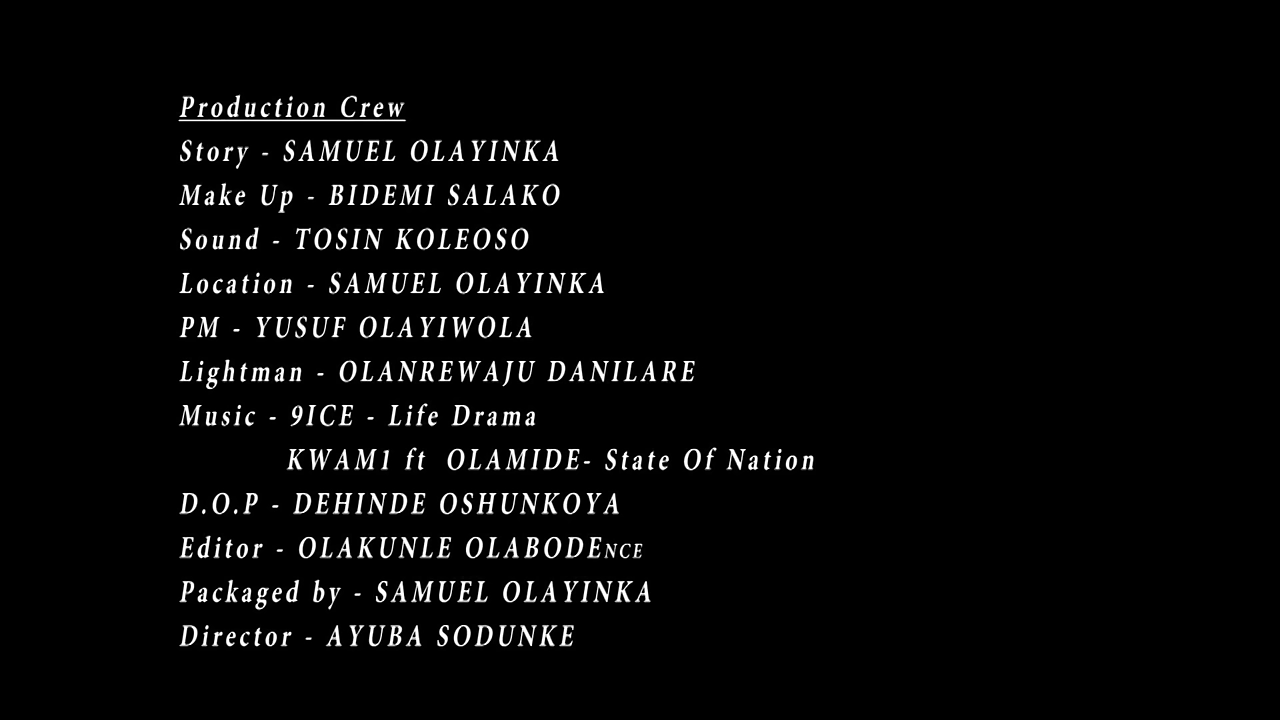 Production Crew
Story - SAMUEL OLAYINKA
Make Up - BIDEMI SALAKO
Sound - TOSIN KOLEOSO
Location - SAMUEL OLAYINKA
PM - YUSUF OLAYIWOLA
Lightman - OLANREWAJU DANILARE
Music - 9ICE - Life Drama
KWAM1 ft OLAMIDE- State Of Nation
D.O.P - DEHINDE OSHUNKOYA
Editor - OLAKUNLE OLABODENCE
Packaged by - SAMUEL OLAYINKA
Director - AYUBA SODUNKE